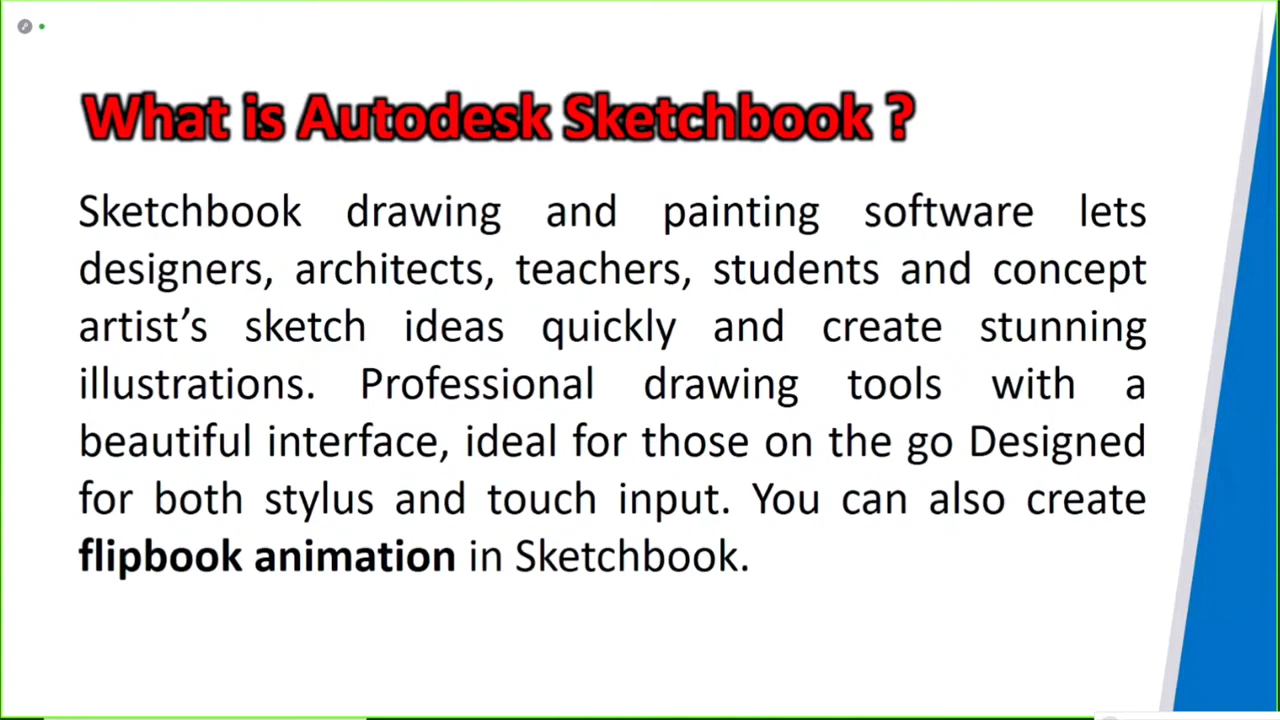 What is Autodesk Sketchbook ?
Sketchbook drawing and painting software lets
designers, architects, teachers, students and concept
artist’s sketch ideas quickly and create stunning
illustrations. Professional drawing tools with a
beautiful interface, ideal for those on the go Designed
for both stylus and touch input. You can also create
flipbook animation in Sketchbook.